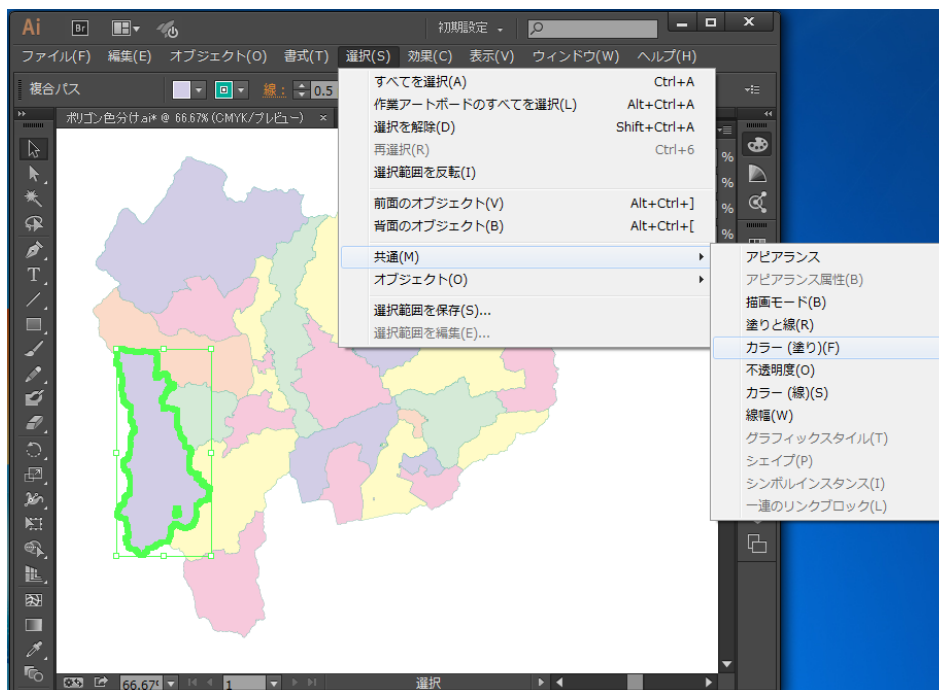 Ai Br 初期設定
ファイル(F) 編集(E) オブジェクト(O) 書式(T) 選択(S) 効果(C) 表示(V) ウィンドウ(W) ヘルプ(H)
複合パス 線： 0.5
ポリゴン色分け.ai* @ 66.67% (CMYK/プレビュー) ×
すべてを選択(A) Ctrl+A
作業アートボードのすべてを選択(L) Alt+Ctrl+A
選択を解除(D) Shift+Ctrl+A
再選択(R) Ctrl+6
選択範囲を反転(I)
前面のオブジェクト(V) Alt+Ctrl+]
背面のオブジェクト(B) Alt+Ctrl+[
共通(M)
オブジェクト(O)
選択範囲を保存(S)...
選択範囲を編集(E)...
%
%
%
%
アピアランス
アピアランス属性(B)
描画モード(B)
塗りと線(R)
カラー (塗り)(F)
不透明度(O)
カラー (線)(S)
線幅(W)
グラフィックスタイル(T)
シェイプ(P)
シンボルインスタンス(I)
一連のリンクブロック(L)
66.67% 1 選択